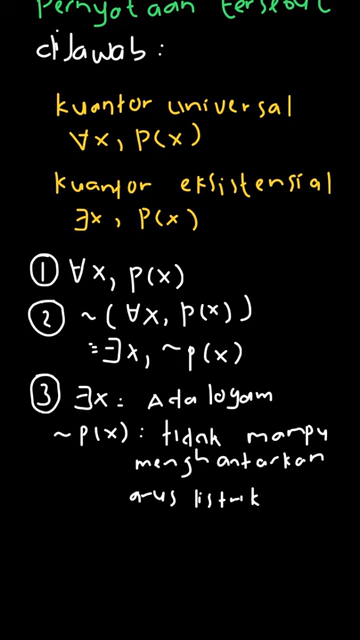 Pernyataan tersebut
dijawab :
kuantor universal
∀x, P(x)
kuantor eksistensial
∃x, P(x)
① ∀x, p(x)
② ~(∀x, p(x))
≡∃x, ~p(x)
③ ∃x : Ada logam
~p(x) : tidak mampu
menghantarkan
arus listrik